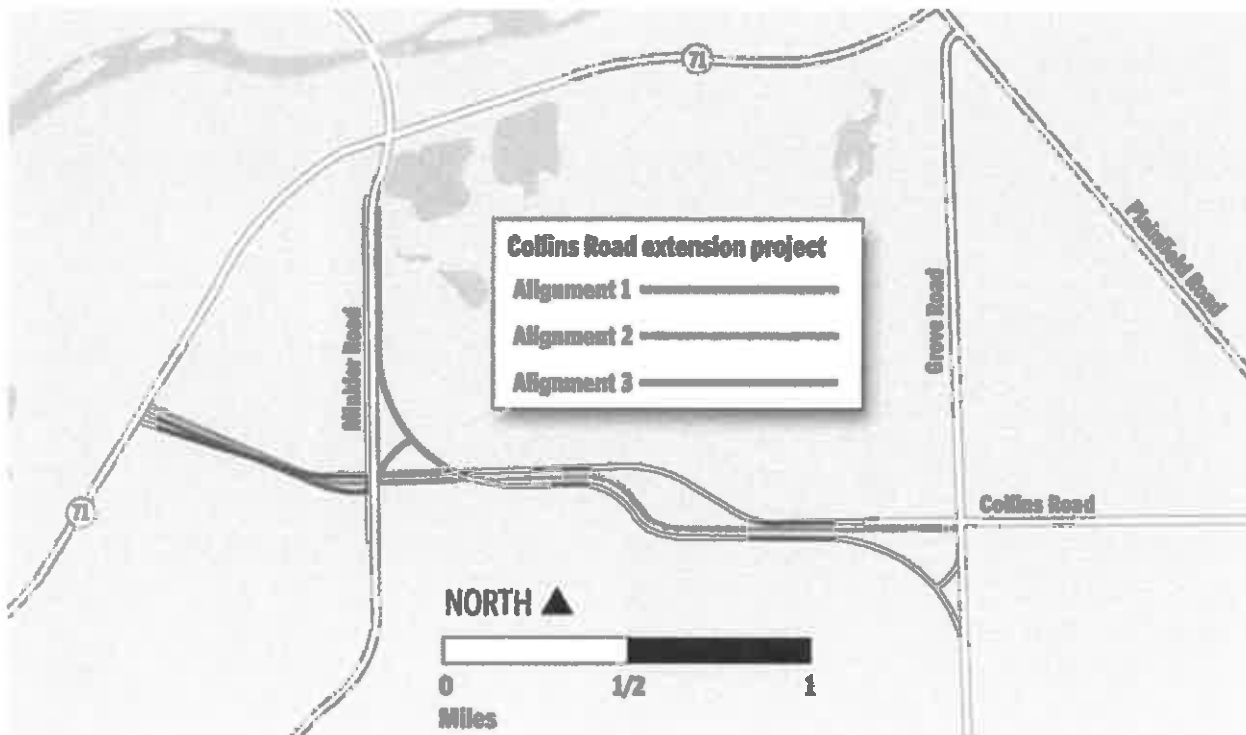 71
Collins Road extension project
Alignment 1
Alignment 2
Alignment 3
Plainfield Road
Grove Road
Minkler Road
71
Collins Road
NORTH
0 1/2 1
Miles